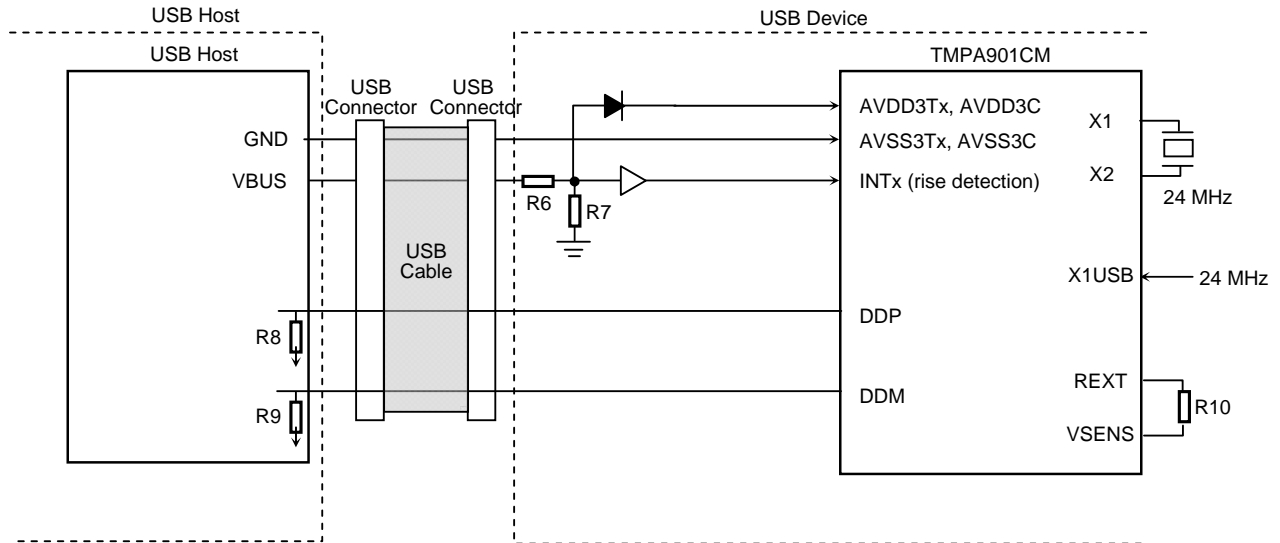 USB Host
USB Device
USB Host
TMPA901CM
USB
Connector
USB
Connector
GND
VBUS
R6
R7
USB
Cable
R8
R9
AVDD3Tx, AVDD3C
AVSS3Tx, AVSS3C
INTx (rise detection)
X1
X2
24 MHz
X1USB
24 MHz
DDP
DDM
REXT
R10
VSENS